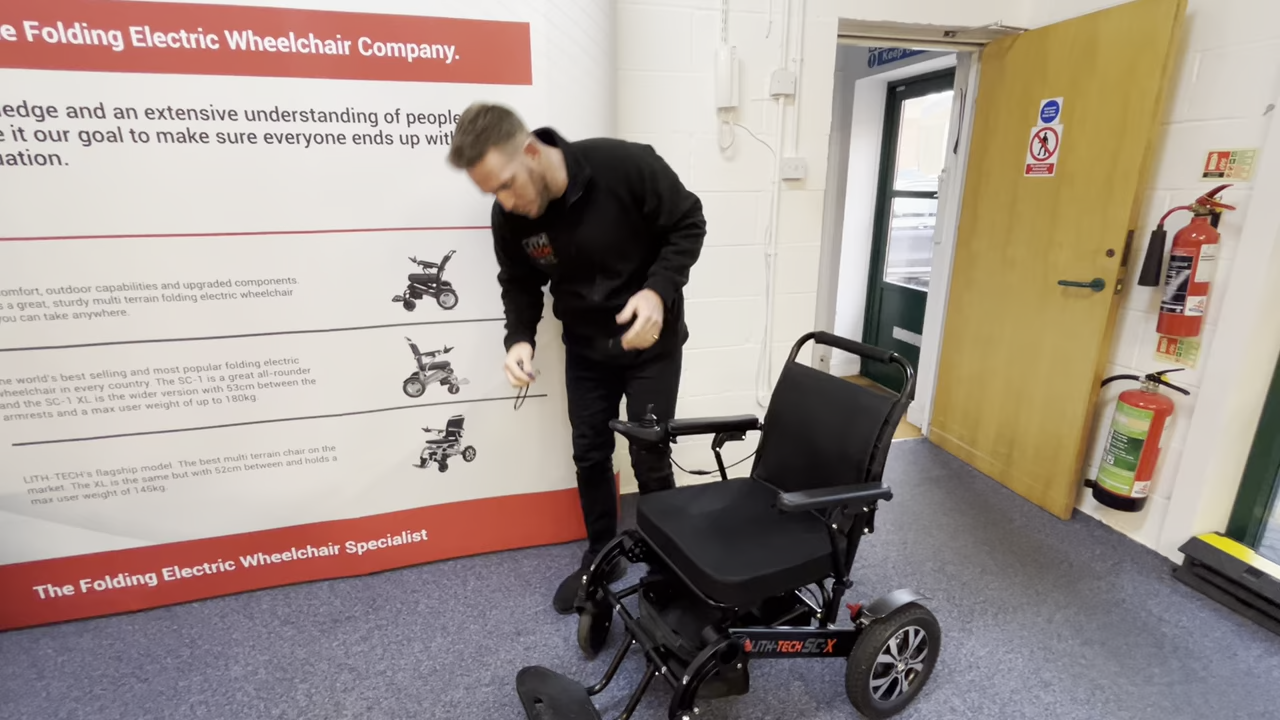 e Folding Electric Wheelchair Company.
ledge and an extensive understanding of people
e it our goal to make sure everyone ends up with
uation.
comfort, outdoor capabilities and upgraded components.
s a great, sturdy multi terrain folding electric wheelchair
you can take anywhere.
he world's best selling and most popular folding electric
wheelchair in every country. The SC-1 is a great all-rounder
and the SC-1 XL is the wider version with 53cm between the
armrests and a max user weight of up to 180kg.
LITH-TECH's flagship model. The best multi terrain chair on the
market. The XL is the same but with 52cm between and holds a
max user weight of 145kg.
The Folding Electric Wheelchair Specialist
LITH-TECH
LITH-TECH SC-X
Keep